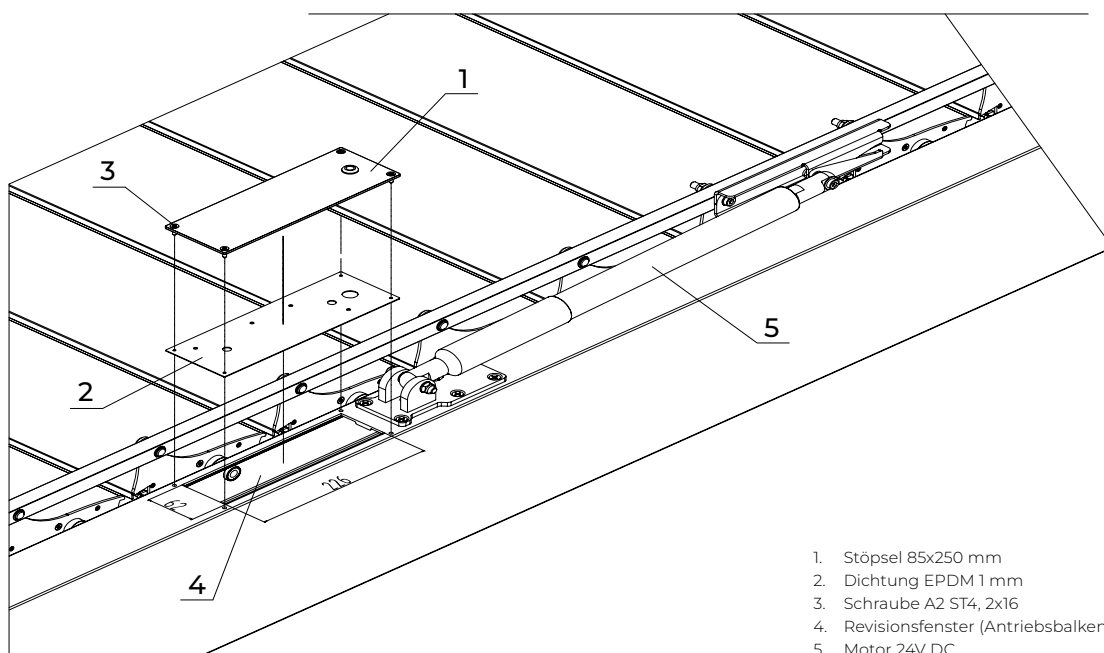 1
3
2
5
62
226
4
1. Stöpsel 85x250 mm
2. Dichtung EPDM 1 mm
3. Schraube A2 ST4, 2x16
4. Revisionsfenster (Antriebsbalken
5. Motor 24V DC